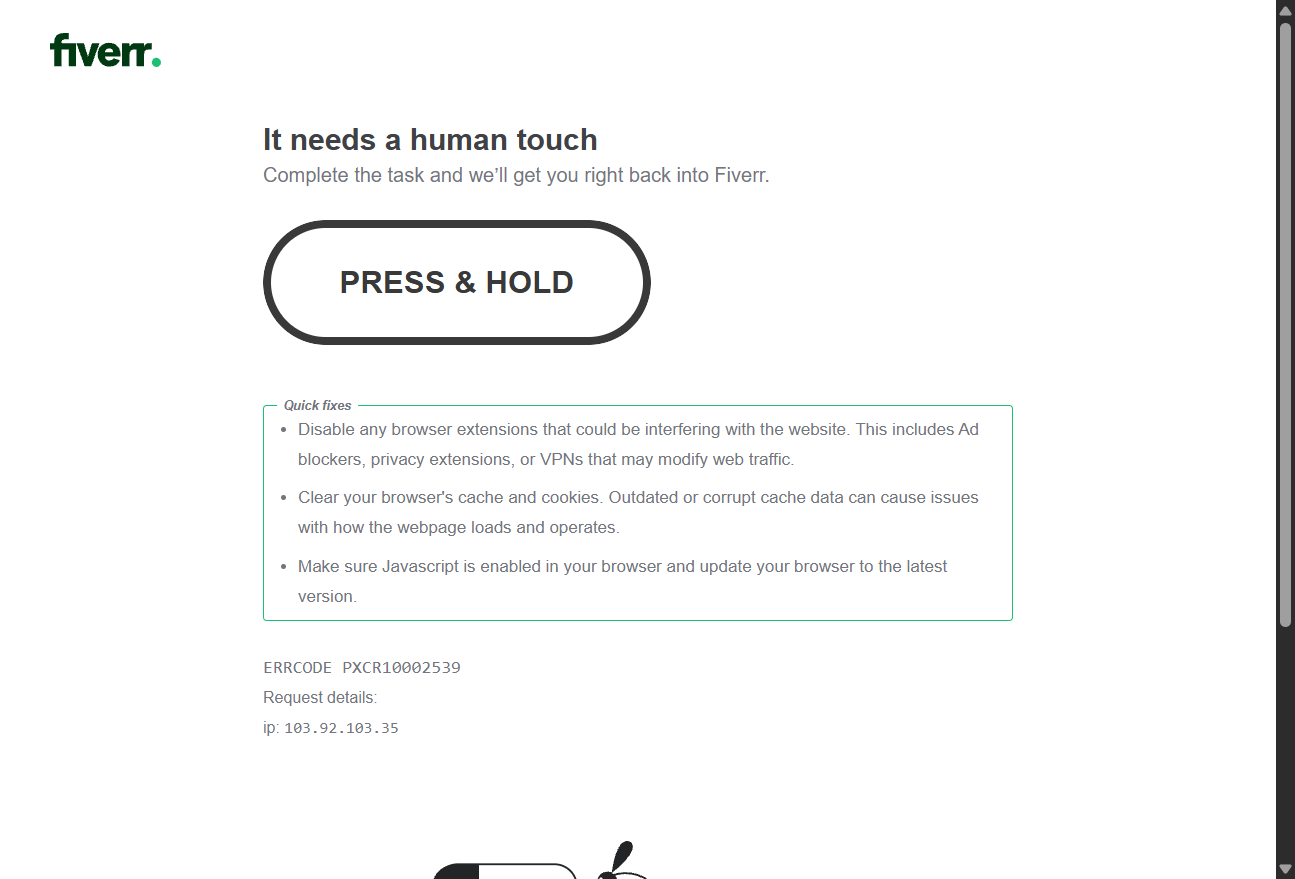 fiverr.
It needs a human touch
Complete the task and we’ll get you right back into Fiverr.
PRESS & HOLD
Quick fixes
• Disable any browser extensions that could be interfering with the website. This includes Ad
blockers, privacy extensions, or VPNs that may modify web traffic.
• Clear your browser's cache and cookies. Outdated or corrupt cache data can cause issues
with how the webpage loads and operates.
• Make sure Javascript is enabled in your browser and update your browser to the latest
version.
ERRCODE PXCR10002539
Request details:
ip: 103.92.103.35